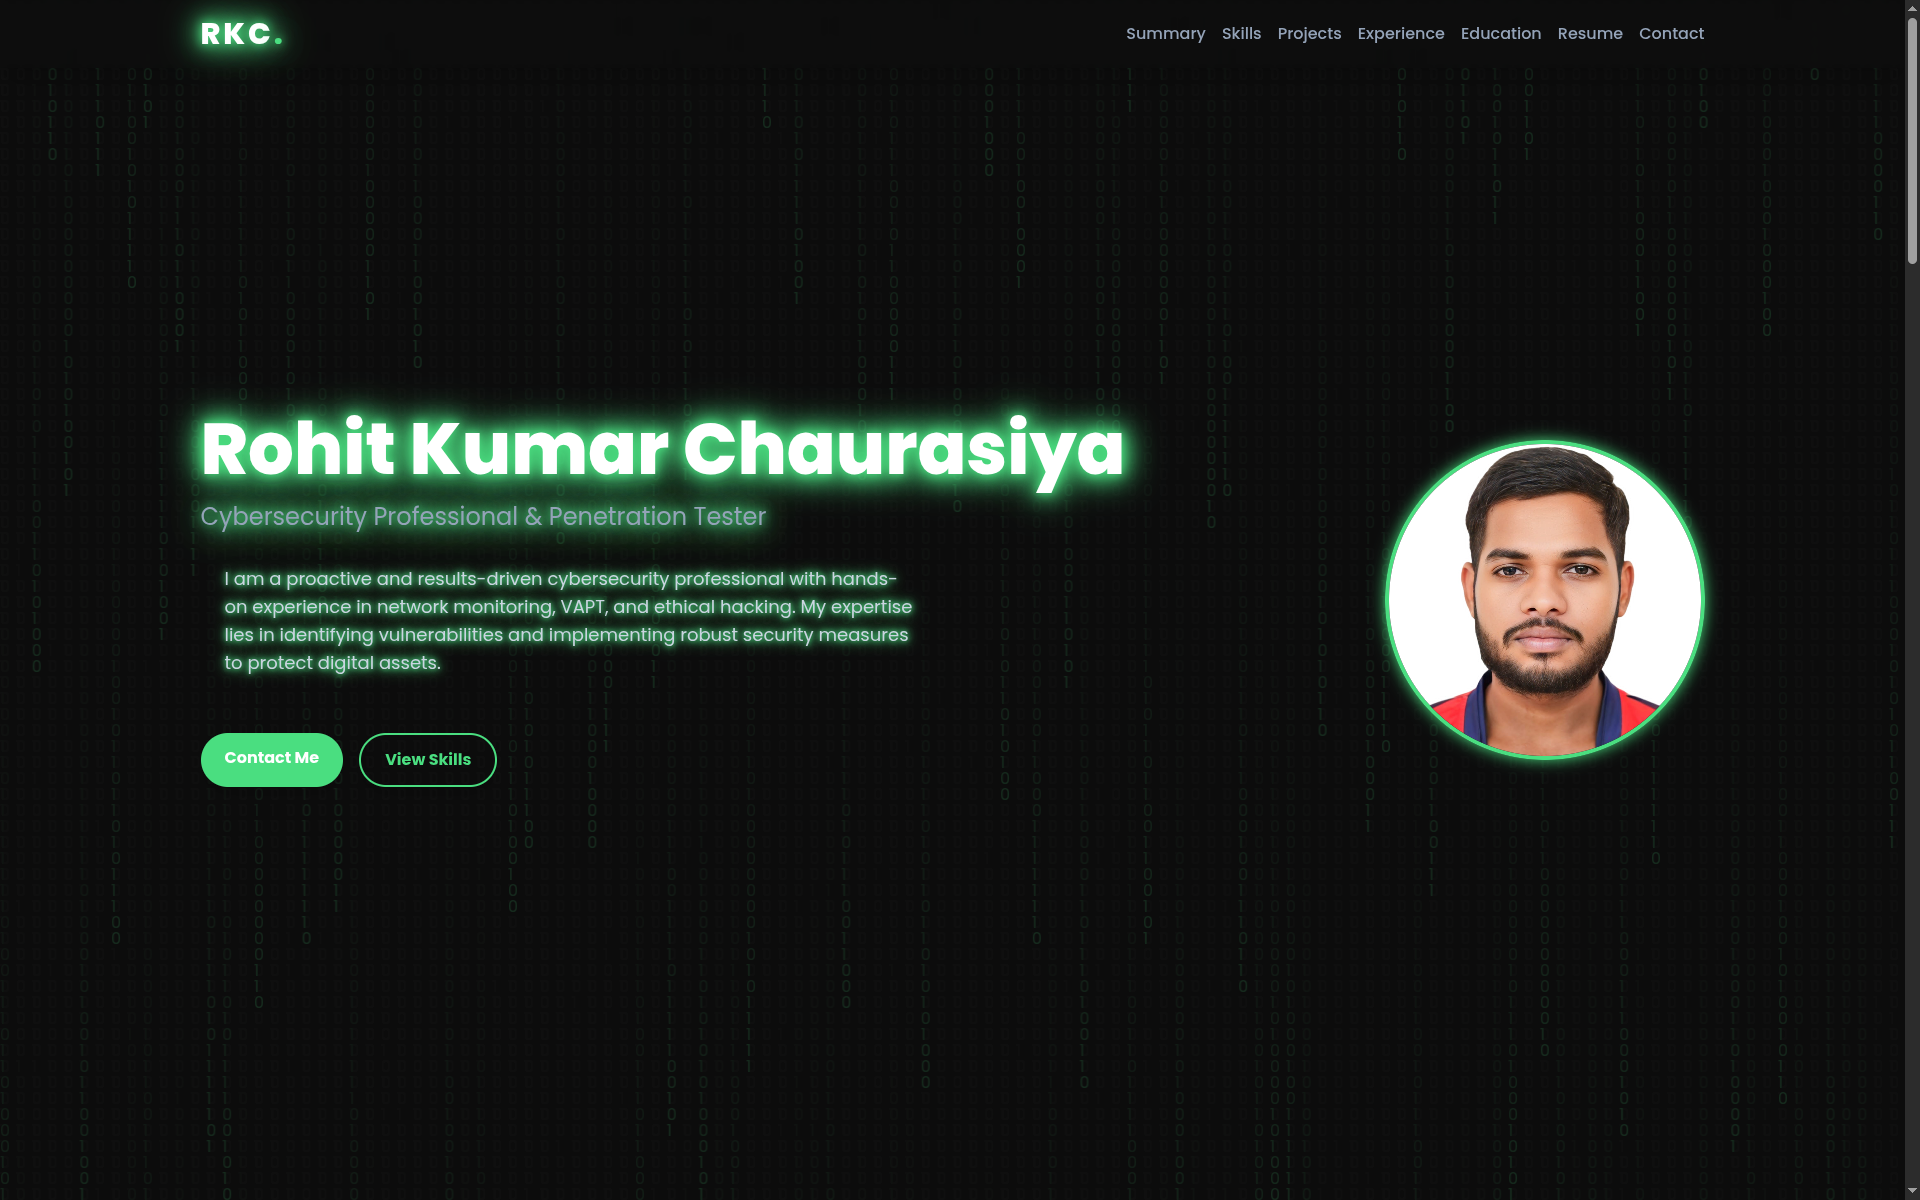 RKC.
Summary Skills Projects Experience Education Resume Contact
Rohit Kumar Chaurasiya
Cybersecurity Professional & Penetration Tester
I am a proactive and results-driven cybersecurity professional with hands-
on experience in network monitoring, VAPT, and ethical hacking. My expertise
lies in identifying vulnerabilities and implementing robust security measures
to protect digital assets.
Contact Me
View Skills